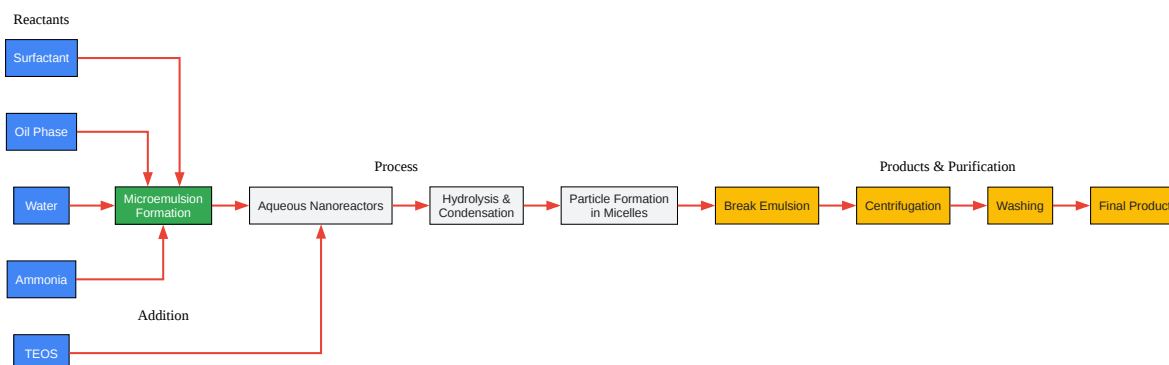 Reactants
Surfactant
Oil Phase
Process
Products & Purification
Water
Microemulsion
Formation
Aqueous Nanoreactors
Hydrolysis &
Condensation
Particle Formation
in Micelles
Break Emulsion
Centrifugation
Washing
Final Product
Ammonia
Addition
TEOS